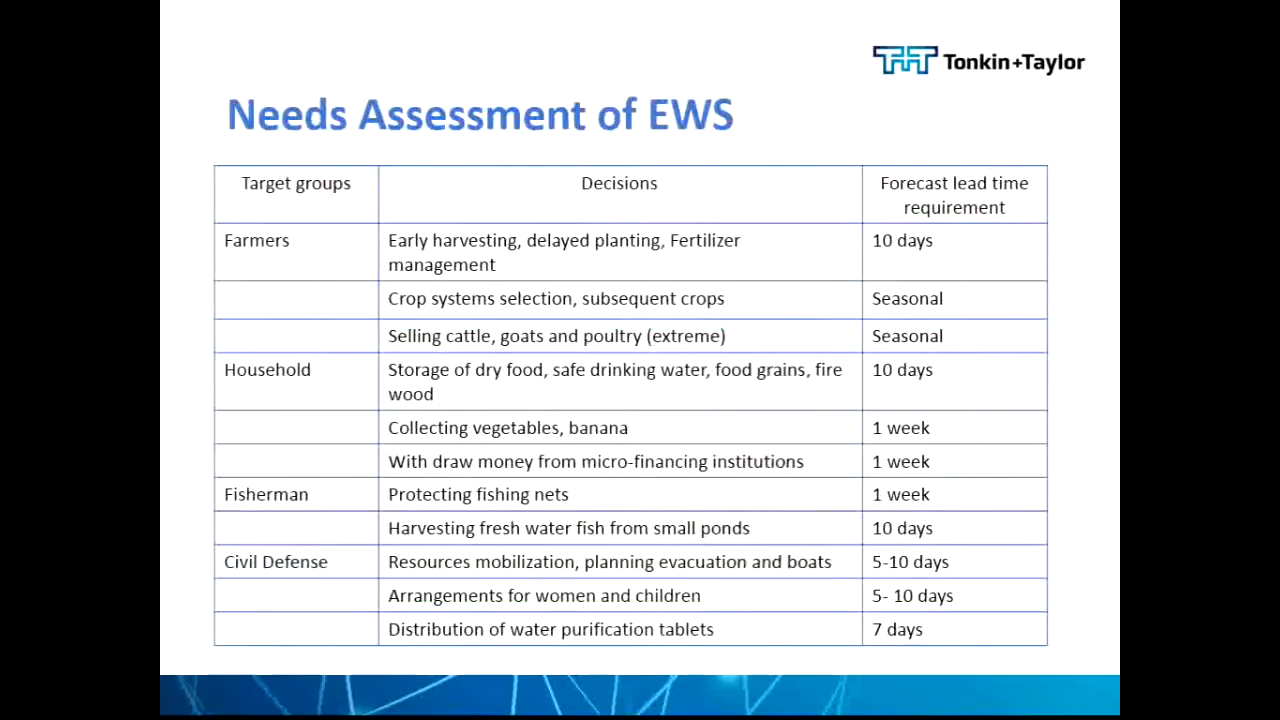 Tonkin+Taylor
Needs Assessment of EWS
Target groups
Decisions
Forecast lead time
requirement
Farmers
Early harvesting, delayed planting, Fertilizer
management
10 days
Crop systems selection, subsequent crops
Seasonal
Selling cattle, goats and poultry (extreme)
Seasonal
Household
Storage of dry food, safe drinking water, food grains, fire
wood
10 days
Collecting vegetables, banana
1 week
With draw money from micro-financing institutions
1 week
Fisherman
Protecting fishing nets
1 week
Harvesting fresh water fish from small ponds
10 days
Civil Defense
Resources mobilization, planning evacuation and boats
5-10 days
Arrangements for women and children
5- 10 days
Distribution of water purification tablets
7 days